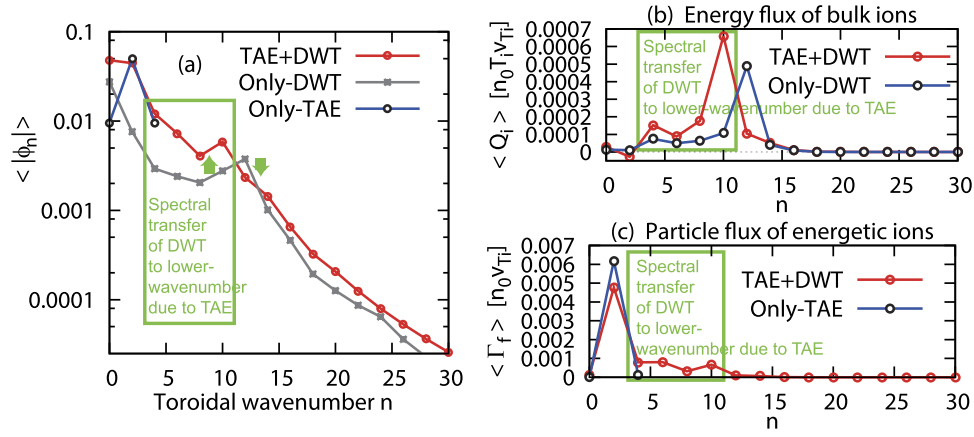 (a)
TAE+DWT
Only-DWT
Only-TAE
0.1
0.01
0.001
0.0001
< |ϕn| >
Spectral
transfer
of DWT
to lower-
wavenumber
due to TAE
0 5 10 15 20 25 30
Toroidal wavenumber n
(b) Energy flux of bulk ions
0.0007
0.0006
0.0005
0.0004
0.0003
0.0002
0.0001
0
< Qi > [n0TivTi]
Spectral
transfer
of DWT
to lower-wavenumber due to TAE
TAE+DWT
Only-DWT
0 5 10 15 20 25 30
n
(c) Particle flux of energetic ions
0.007
0.006
0.005
0.004
0.003
0.002
0.001
0
< Γf > [n0vTi]
Spectral
transfer
of DWT
to lower-
wavenumber due to TAE
TAE+DWT
Only-TAE
0 5 10 15 20 25 30
n